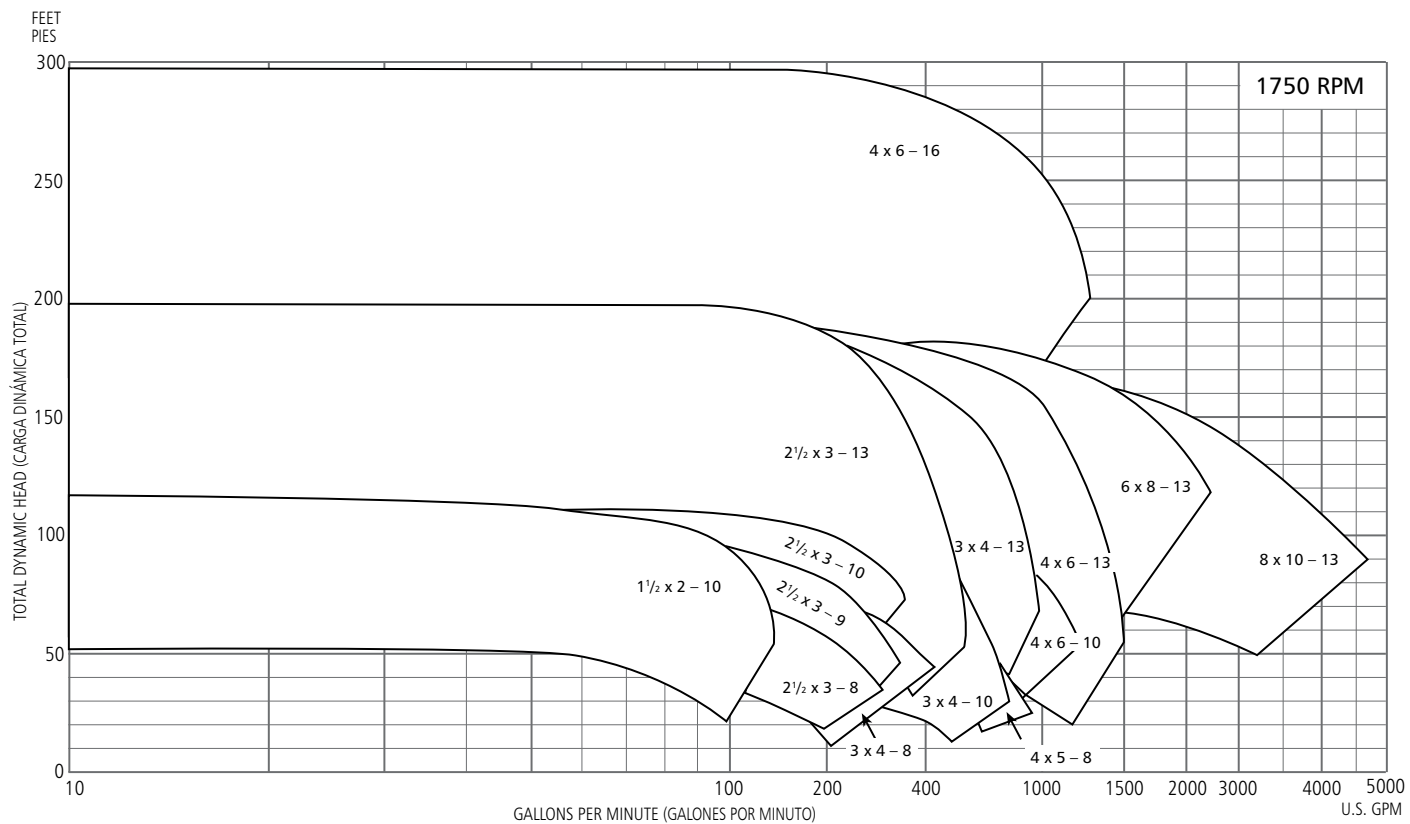 FEET
PIES
300
250
200
150
100
50
0
TOTAL DYNAMIC HEAD (CARGA DINÁMICA TOTAL)
1750 RPM
4 x 6 – 16
2½ x 3 – 13
6 x 8 – 13
3 x 4 – 13
4 x 6 – 13
8 x 10 – 13
2½ x 3 – 10
1½ x 2 – 10
2½ x 3 – 9
4 x 6 – 10
2½ x 3 – 8
3 x 4 – 10
3 x 4 – 8
4 x 5 – 8
10
100
200
400
1000
1500
2000
3000
4000
5000
GALLONS PER MINUTE (GALONES POR MINUTO)
U.S. GPM